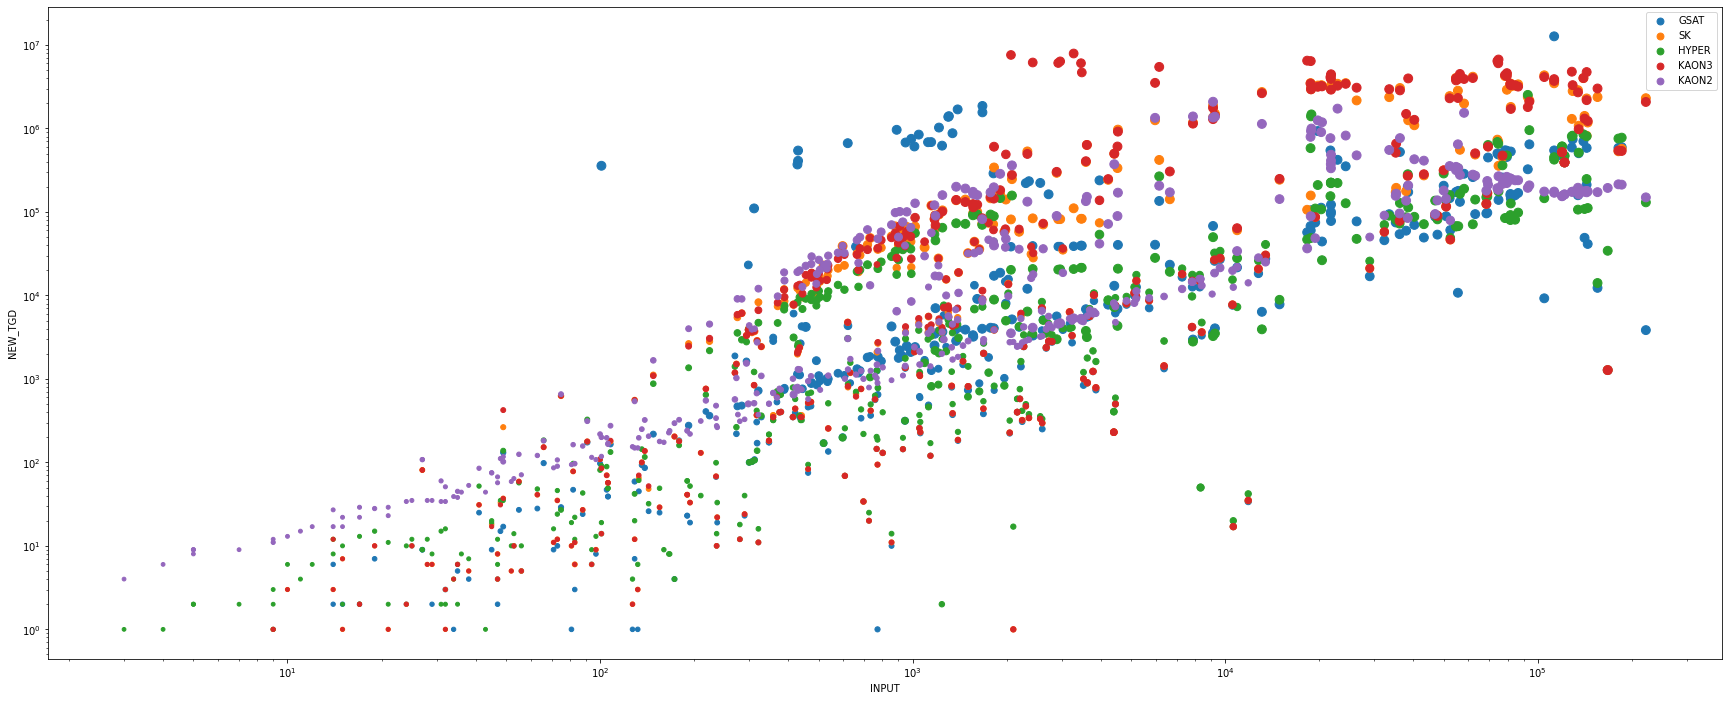 GSAT
SK
HYPER
KAON3
KAON2
10⁷
10⁶
10⁵
10⁴
10³
10²
10¹
10⁰
NEW_TGD
10¹
10²
10³
10⁴
10⁵
INPUT